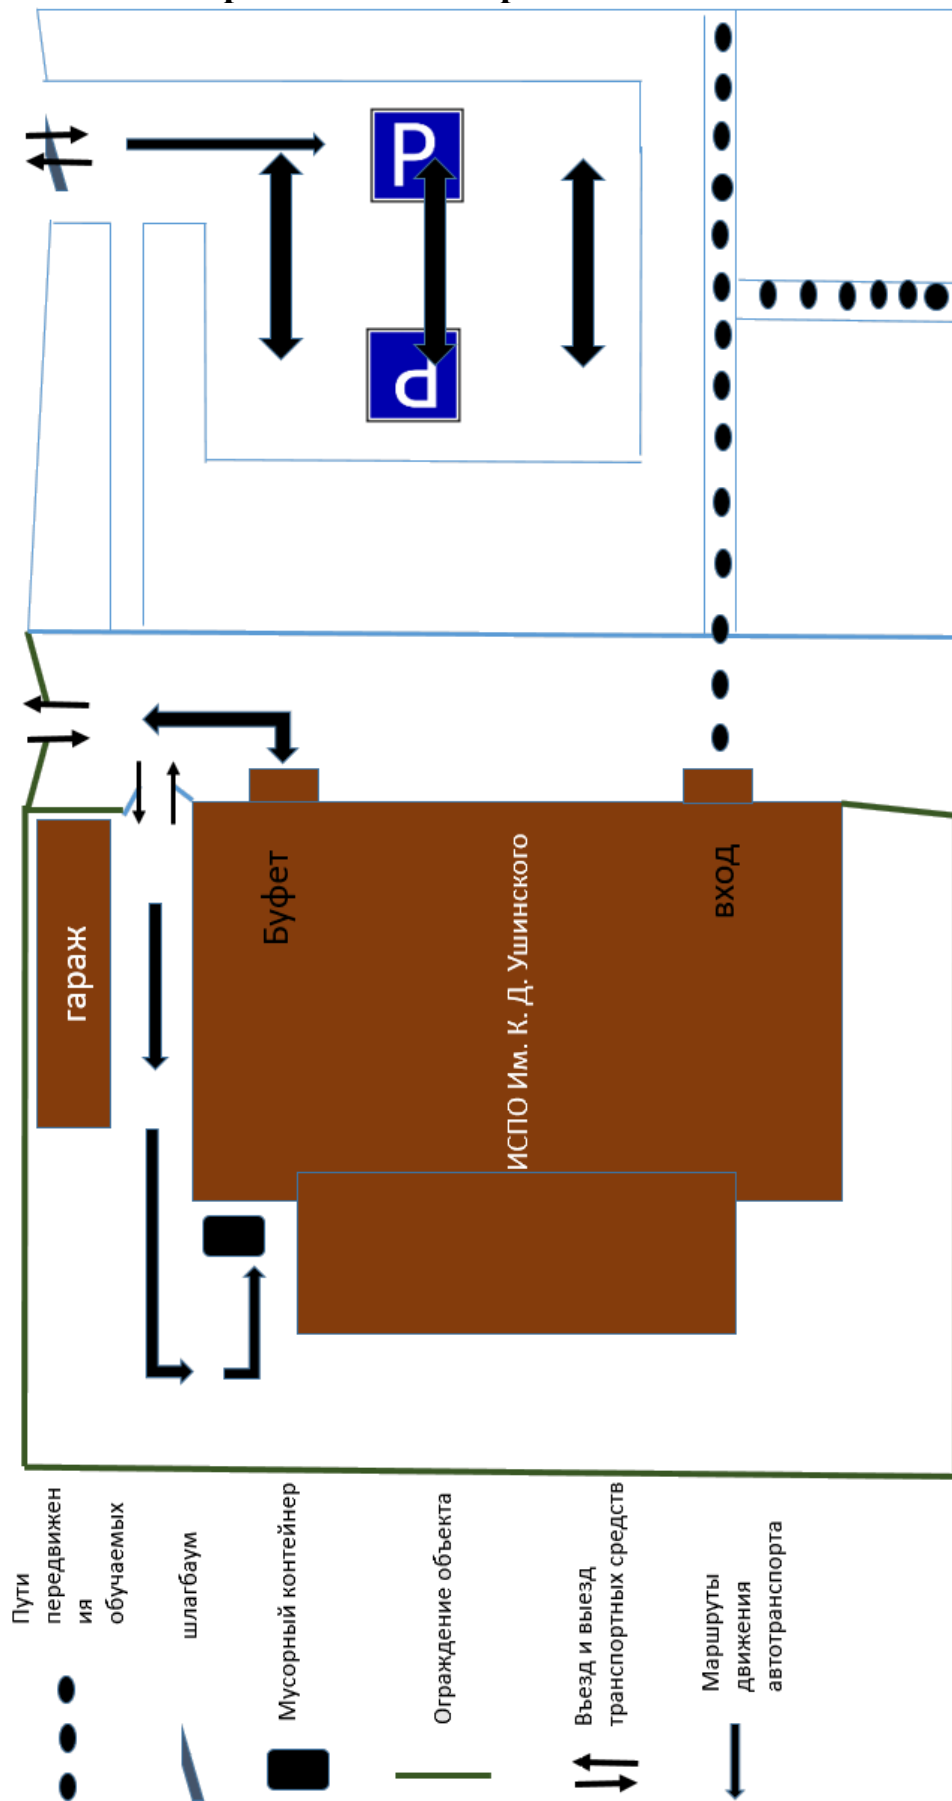 P
P
гараж
Буфет
ИСПО Им. К. Д. Ушинского
вход
Пути
передвижен
ия
обучаемых
шлагбаум
Мусорный контейнер
Ограждение объекта
Въезд и выезд
транспортных средств
Маршруты
движения
автотранспорта